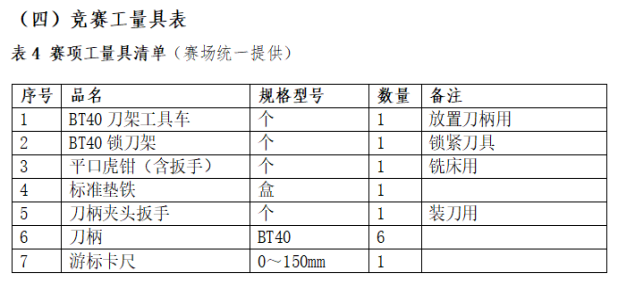 （四）竞赛工量具表
表 4 赛项工量具清单（赛场统一提供）
序号 品名 规格型号 数量 备注
1 BT40 刀架工具车 个 1 放置刀柄用
2 BT40 锁刀架 个 1 锁紧刀具
3 平口虎钳（含扳手） 个 1 铣床用
4 标准垫铁 盒 1
5 刀柄夹头扳手 个 1 装刀用
6 刀柄 BT40 6
7 游标卡尺 0～150mm 1